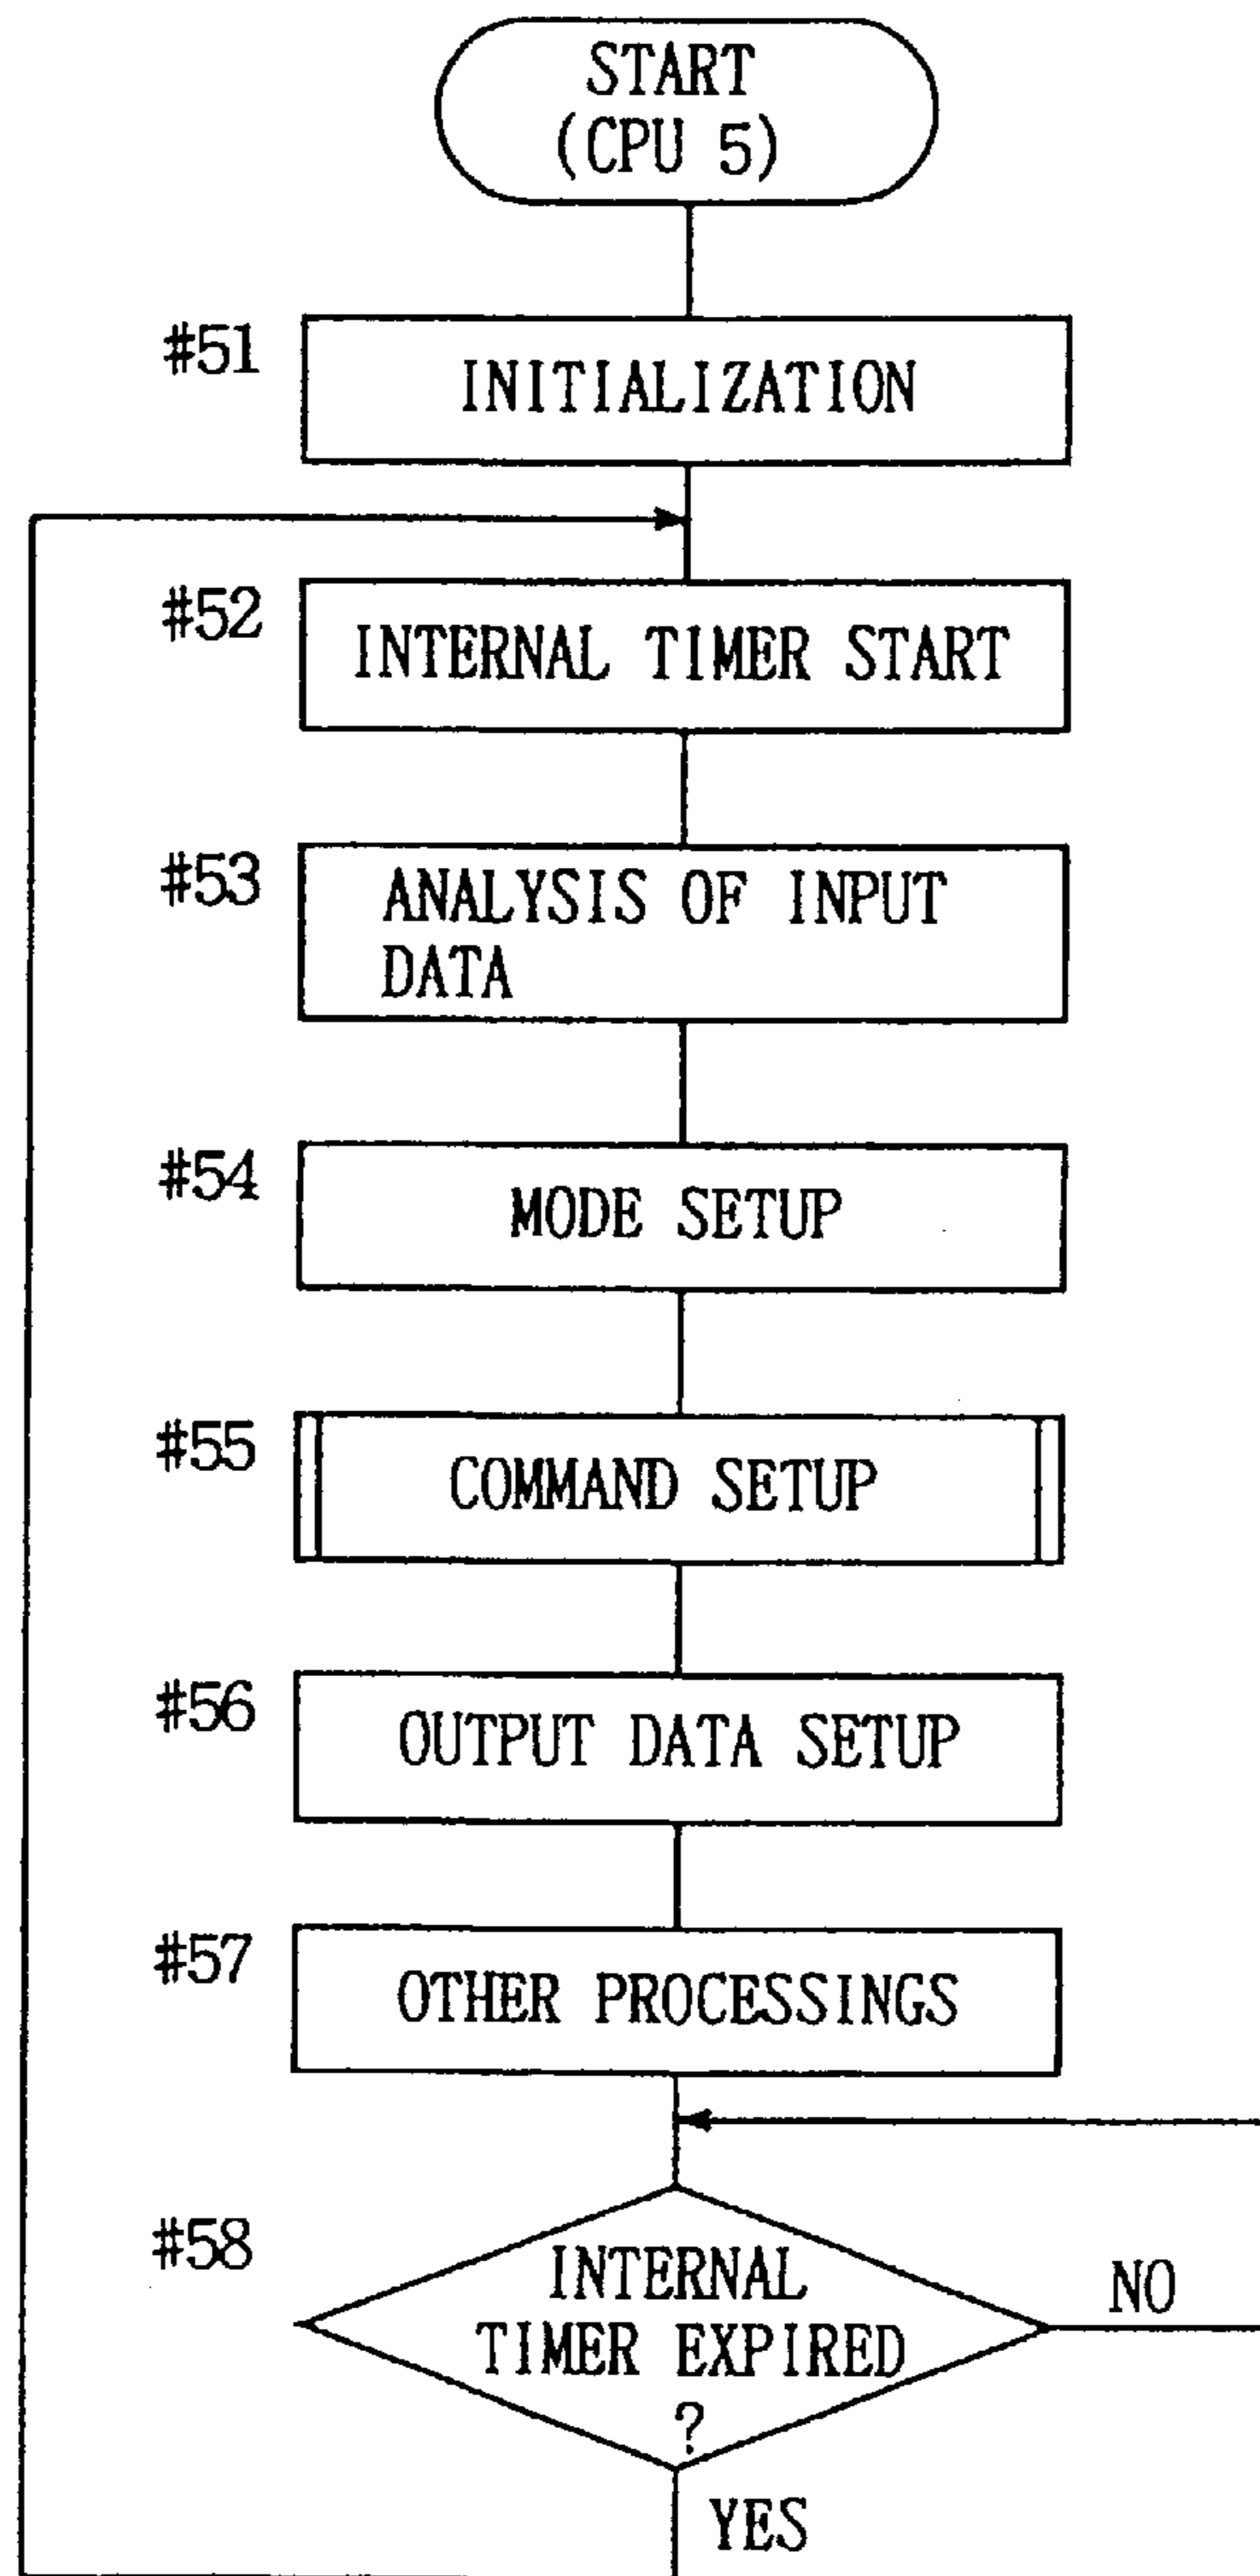 START
(CPU 5)
#51
INITIALIZATION
#52
INTERNAL TIMER START
#53
ANALYSIS OF INPUT
DATA
#54
MODE SETUP
#55
COMMAND SETUP
#56
OUTPUT DATA SETUP
#57
OTHER PROCESSINGS
#58
INTERNAL
TIMER EXPIRED
?
NO
YES